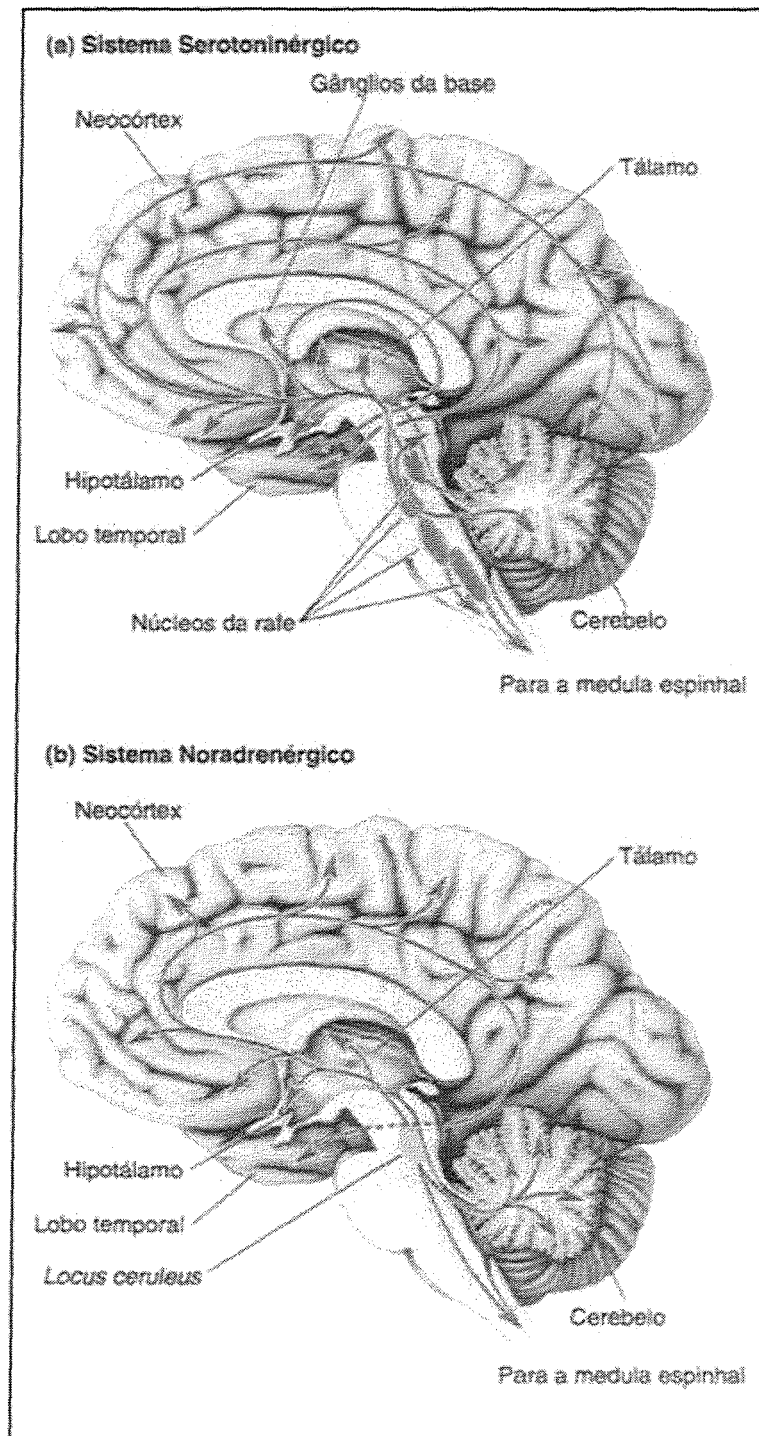 (a) Sistema Serotoninérgico
Gânglios da base
Neocórtex
Tálamo
Hipotálamo
Lobo temporal
Núcleos da rafe
Cerebelo
Para a medula espinhal
(b) Sistema Noradrenérgico
Neocórtex
Tálamo
Hipotálamo
Lobo temporal
Locus ceruleus
Cerebelo
Para a medula espinhal